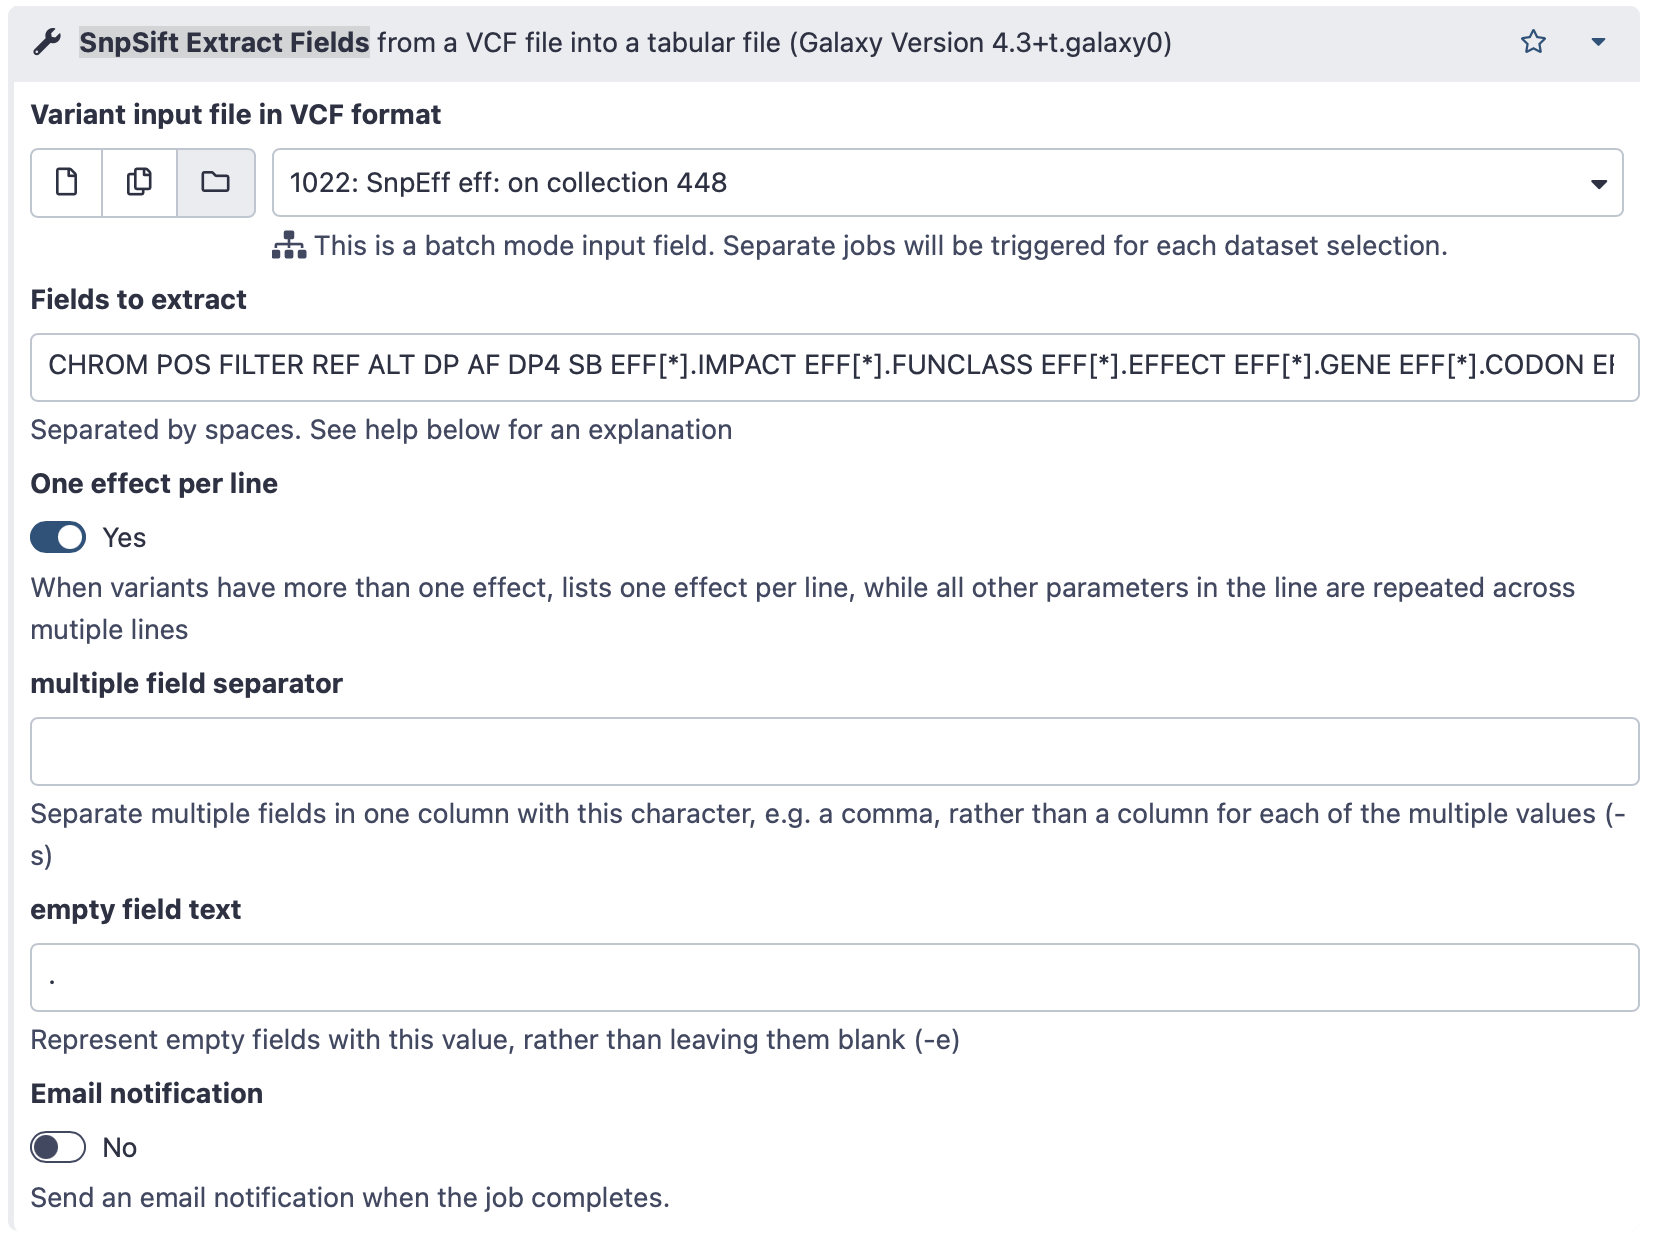 SnpSift Extract Fields from a VCF file into a tabular file (Galaxy Version 4.3+t.galaxy0)
Variant input file in VCF format
1022: SnpEff eff: on collection 448
This is a batch mode input field. Separate jobs will be triggered for each dataset selection.
Fields to extract
CHROM POS FILTER REF ALT DP AF DP4 SB EFF[*].IMPACT EFF[*].FUNCLASS EFF[*].EFFECT EFF[*].GENE EFF[*].CODON
Separated by spaces. See help below for an explanation
One effect per line
Yes
When variants have more than one effect, lists one effect per line, while all other parameters in the line are repeated across
mutiple lines
multiple field separator
Separate multiple fields in one column with this character, e.g. a comma, rather than a column for each of the multiple values (-
s)
empty field text
.
Represent empty fields with this value, rather than leaving them blank (-e)
Email notification
No
Send an email notification when the job completes.